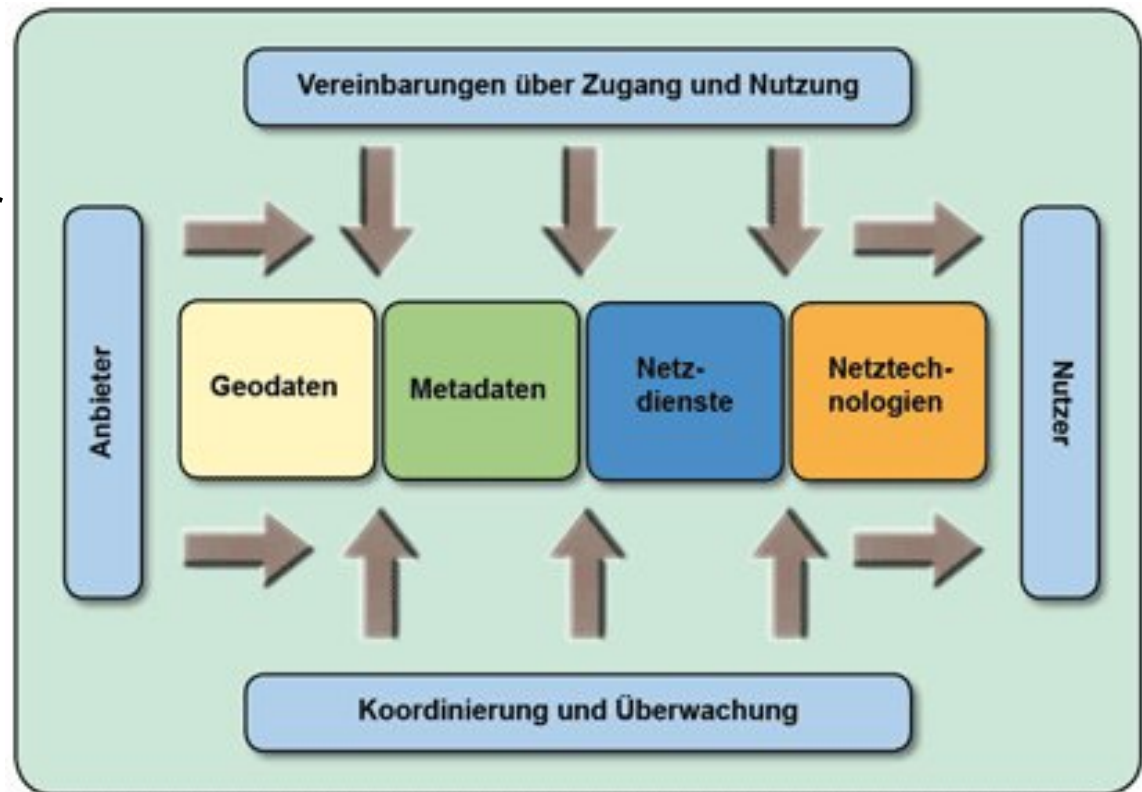 Vereinbarungen über Zugang und Nutzung
Anbieter
Geodaten
Metadaten
Netz-
dienste
Netztech-
nologien
Nutzer
Koordinierung und Überwachung